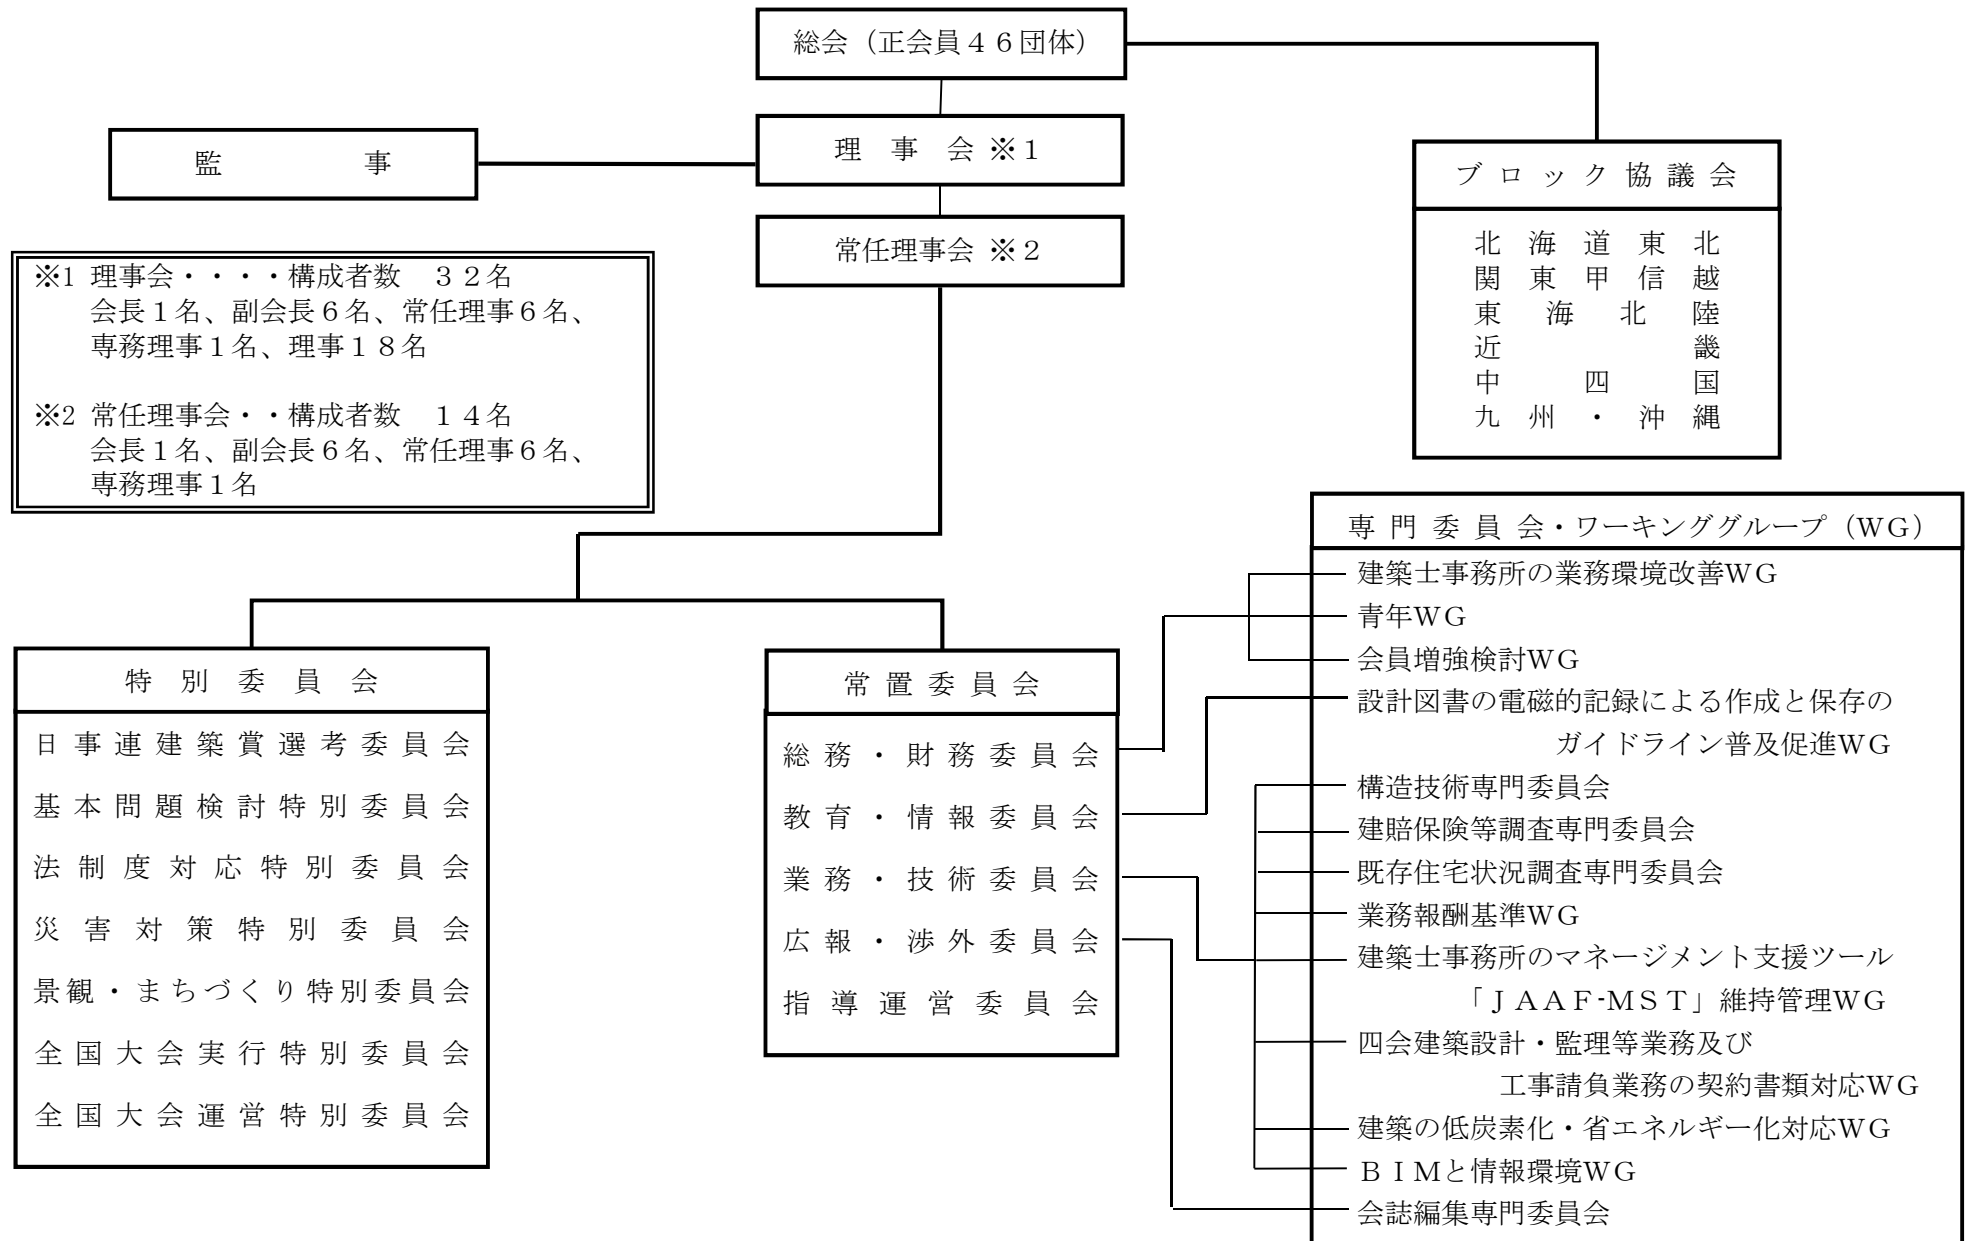 総会（正会員４６団体）
理　事　会 ※１
監　　　　　事
常任理事会 ※２
ブ ロ ッ ク 協 議 会
北 海 道 東 北
関 東 甲 信 越
東 海 北 陸
近 畿
中 四 国
九 州 ・ 沖 縄
※1 理事会・・・・構成者数　３２名
会長１名、副会長６名、常任理事６名、
専務理事１名、理事１８名
※2 常任理事会・・構成者数　１４名
会長１名、副会長６名、常任理事６名、
専務理事１名
特 別 委 員 会
日事連建築賞選考委員会
基本問題検討特別委員会
法制度対応特別委員会
災害対策特別委員会
景観・まちづくり特別委員会
全国大会実行特別委員会
全国大会運営特別委員会
常 置 委 員 会
総務・財務委員会
教育・情報委員会
業務・技術委員会
広報・渉外委員会
指導運営委員会
専 門 委 員 会・ワーキンググループ（WG）
建築士事務所の業務環境改善WG
青年WG
会員増強検討WG
設計図書の電磁的記録による作成と保存の
ガイドライン普及促進WG
構造技術専門委員会
建賠保険等調査専門委員会
既存住宅状況調査専門委員会
業務報酬基準WG
建築士事務所のマネージメント支援ツール
「ＪＡＡＦ-MＳＴ」維持管理WG
四会建築設計・監理等業務及び
工事請負業務の契約書類対応WG
建築の低炭素化・省エネルギー化対応WG
ＢＩＭと情報環境WG
会誌編集専門委員会